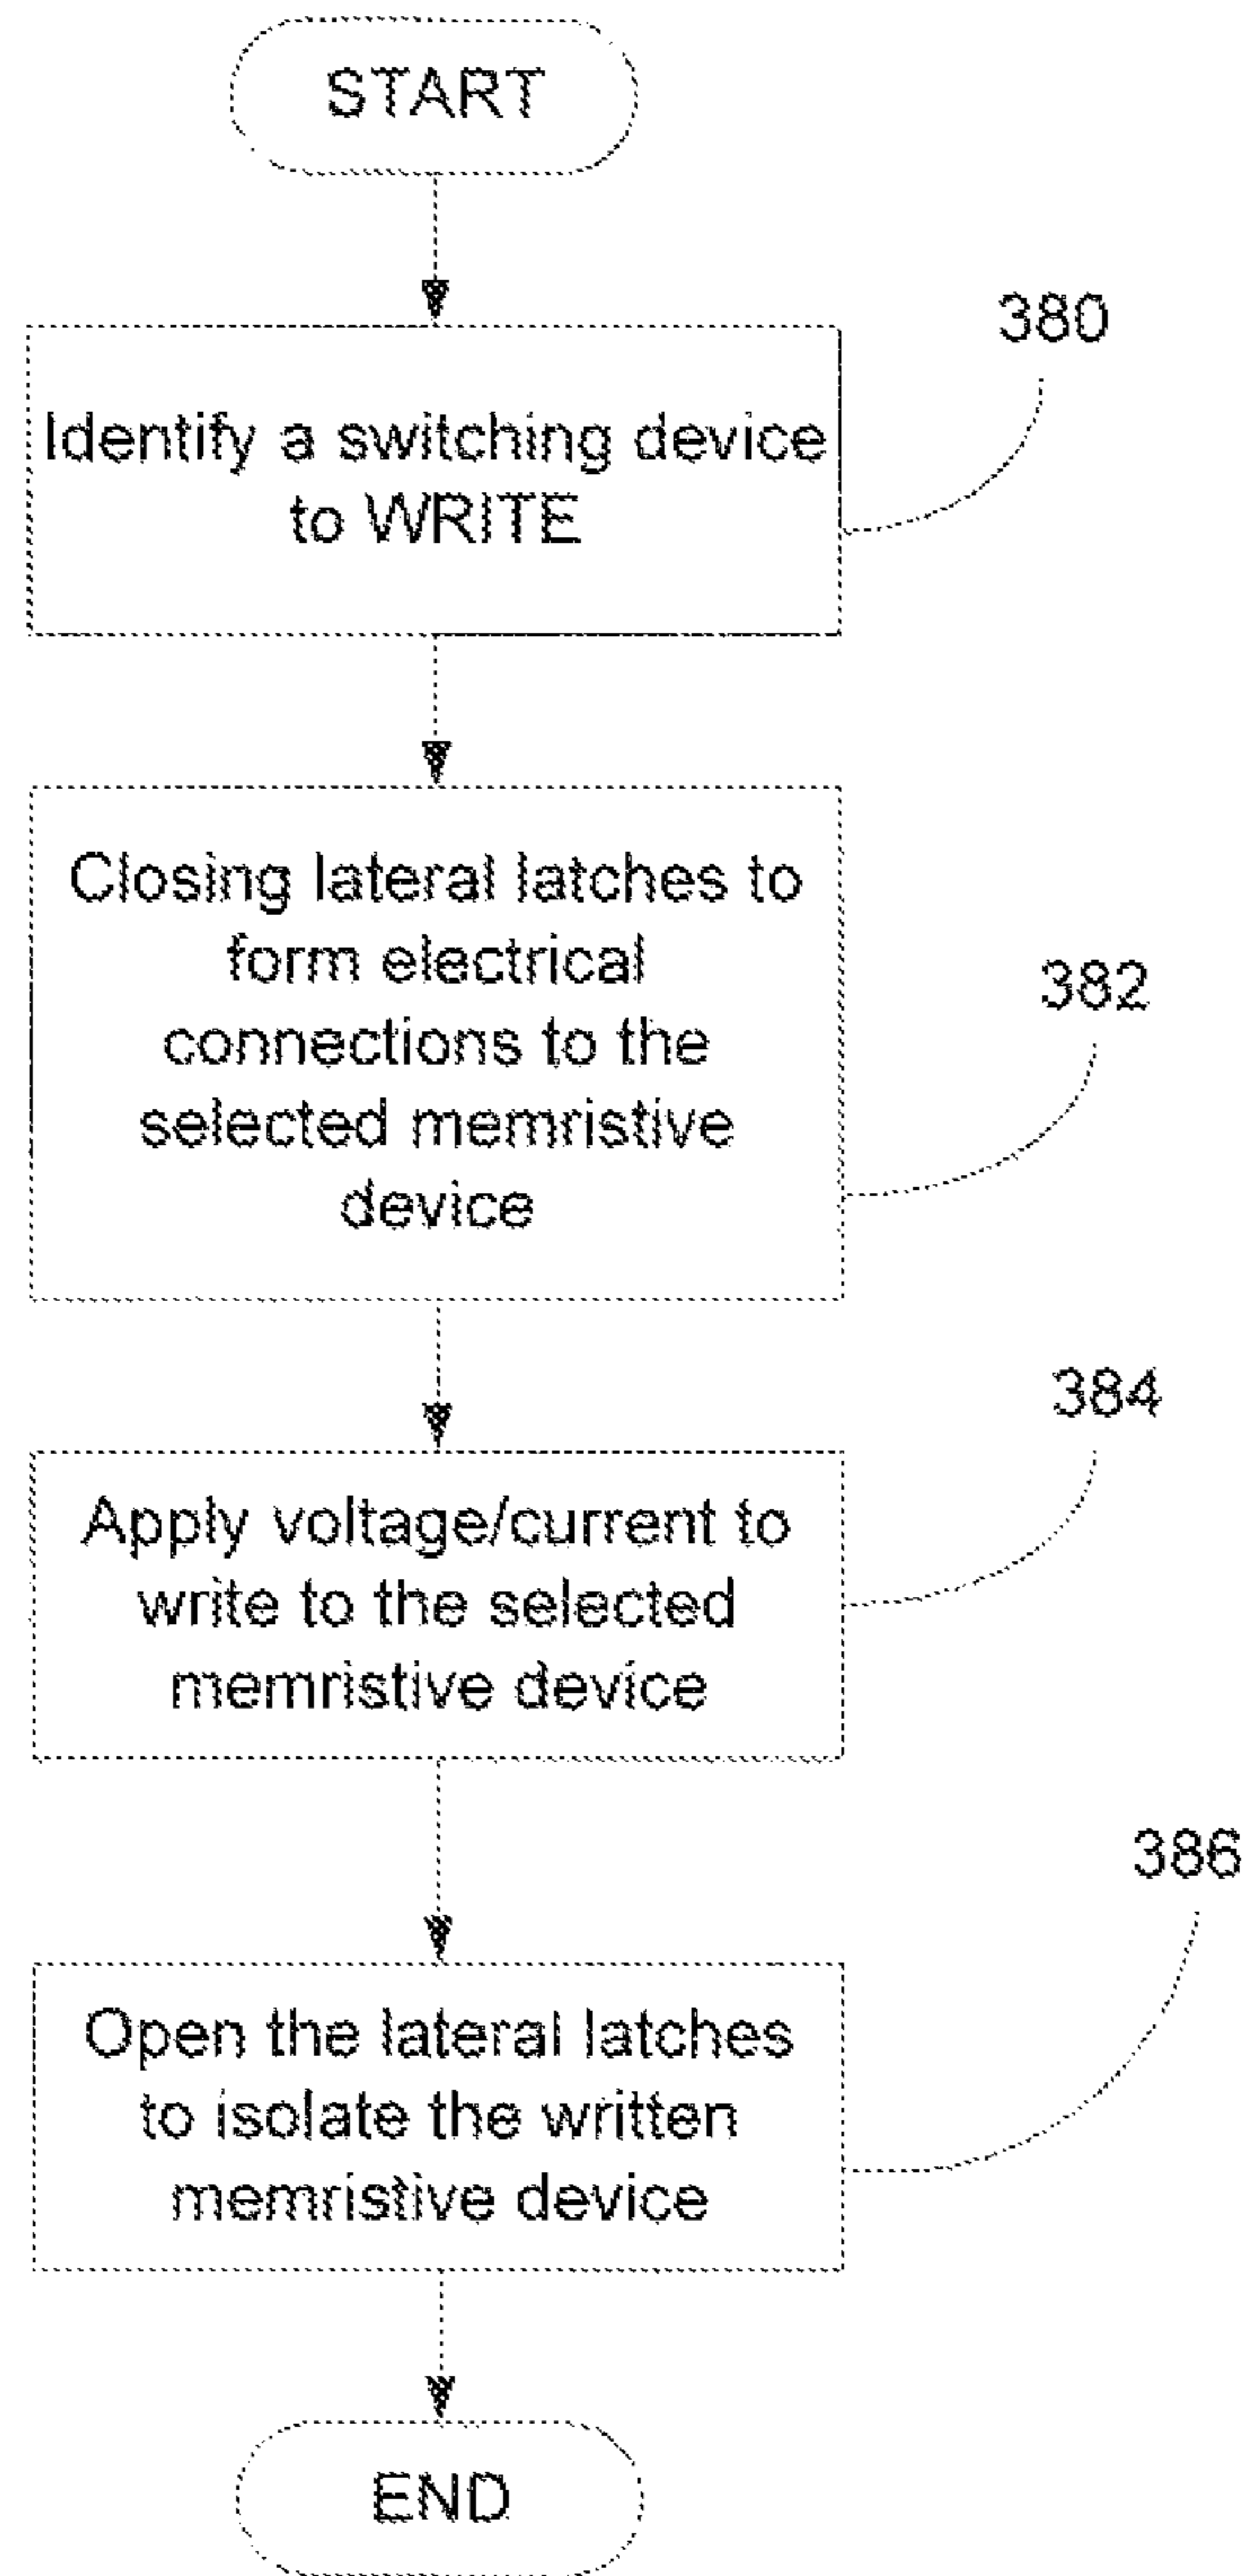 START
380
Identify a switching device
to WRITE
Closing lateral latches to
form electrical
382
connections to the
selected memristive
device
384
Apply voltage/current to
write to the selected
memristive device
386
Open the lateral latches
to isolate the written
memristive device
END